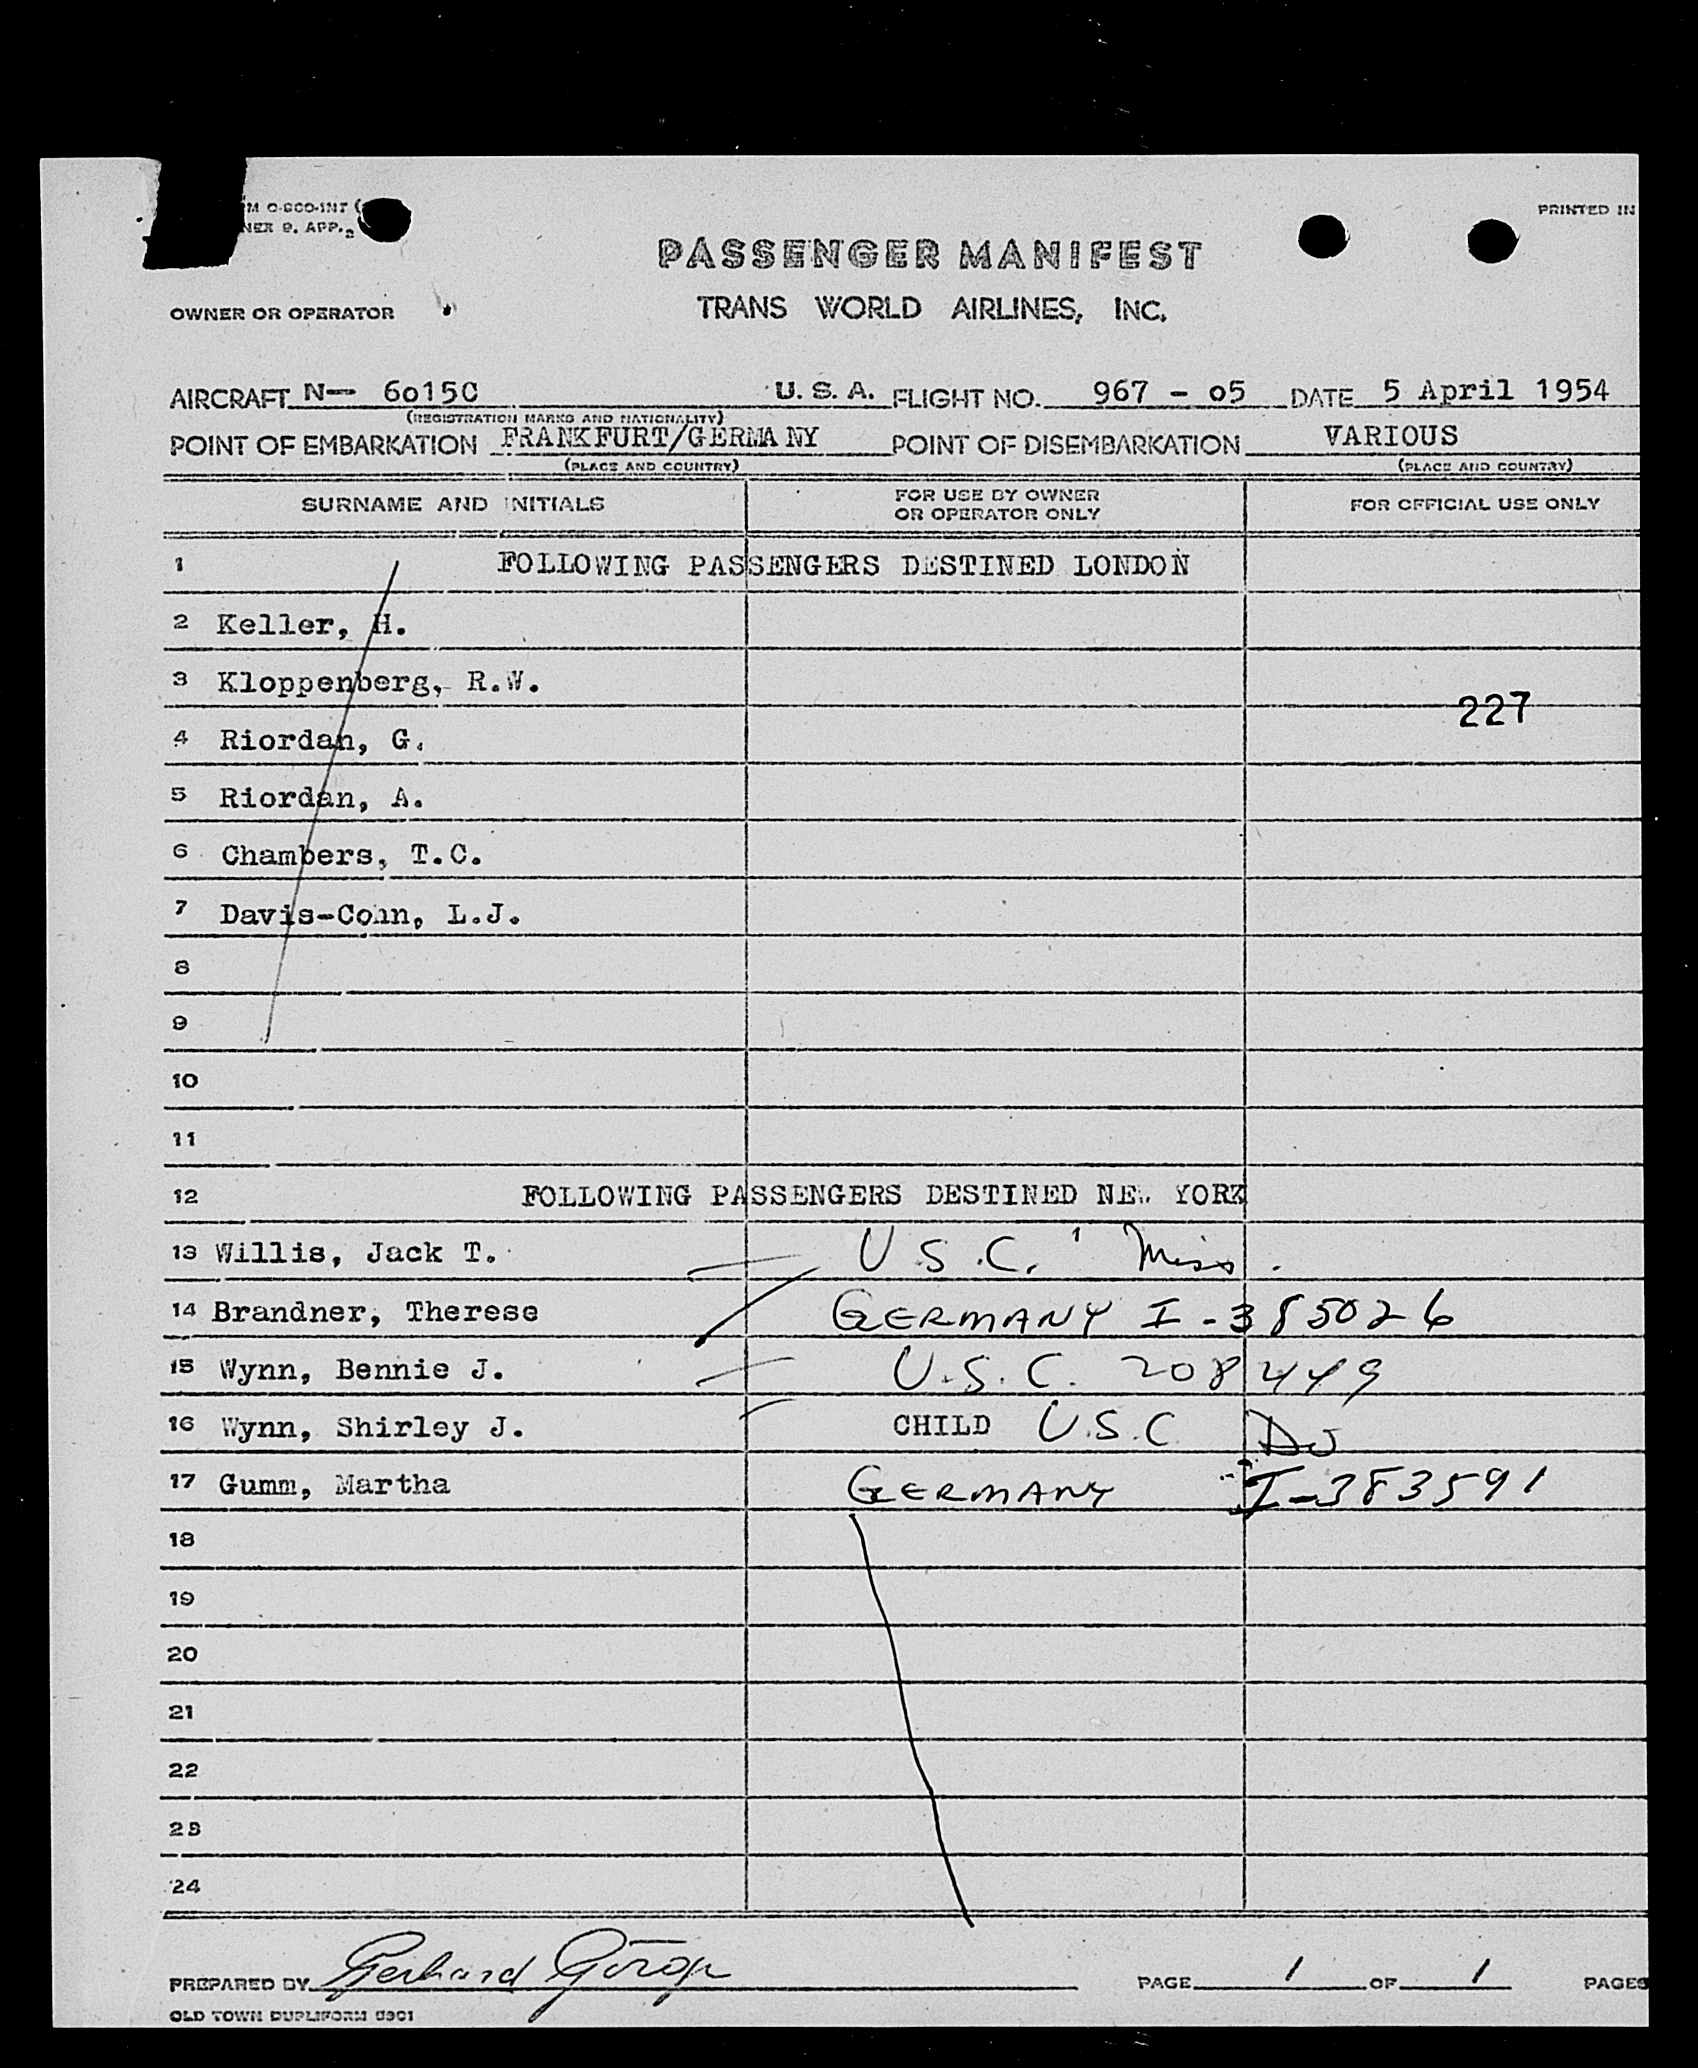 PRINTED IN
NEX 9. APP.
PASSENGER MANIFEST
OWNER OR OPERATOR TRANS WORLD AIRLINES, INC.
AIRCRAFT N— 6o15C U. S. A. FLIGHT NO. 967 - o5 DATE 5 April 1954
(REGISTRATION MARKS AND NATIONALITY)
POINT OF EMBARKATION FRANKFURT/GERMANY POINT OF DISEMBARKATION VARIOUS
(PLACE AND COUNTRY) (PLACE AND COUNTRY)
SURNAME AND INITIALS FOR USE BY OWNER OR OPERATOR ONLY FOR OFFICIAL USE ONLY
1 FOLLOWING PASSENGERS DESTINED LONDON
2 Keller, H.
3 Kloppenberg, R.W.
227
4 Riordan, G.
5 Riordan, A.
6 Chambers, T.C.
7 Davis-Cohn, L.J.
8
9
10
11
12 FOLLOWING PASSENGERS DESTINED NEW YORK
13 Willis, Jack T. U.S.C. Miss.
14 Brandner, Therese GERMANY I-385026
15 Wynn, Bennie J. U.S.C. 208449
16 Wynn, Shirley J. CHILD U.S.C
17 Gumm, Martha GERMANY I-383591
18
19
20
21
22
23
24
PREPARED BY Gerhard PAGE 1 OF 1 PAGES
OLD TOWN DUPLIFORM 5901